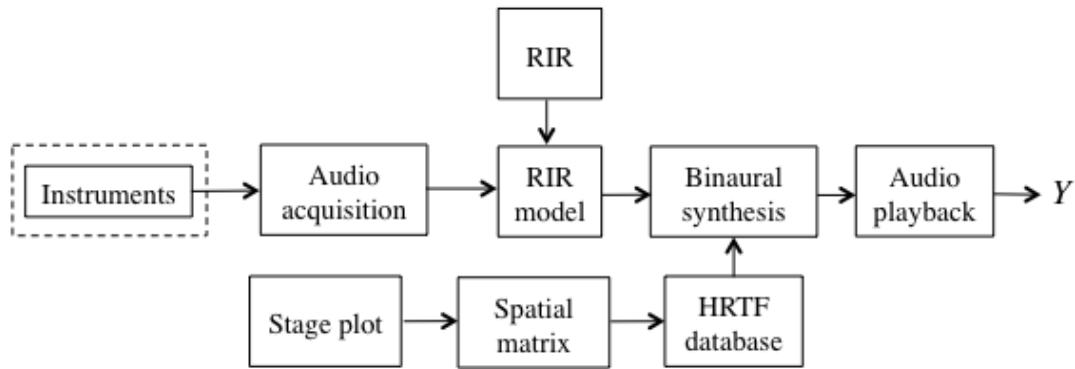 RIR
Instruments
Audio
acquisition
RIR
model
Binaural
synthesis
Audio
playback
Y
Stage plot
Spatial
matrix
HRTF
database